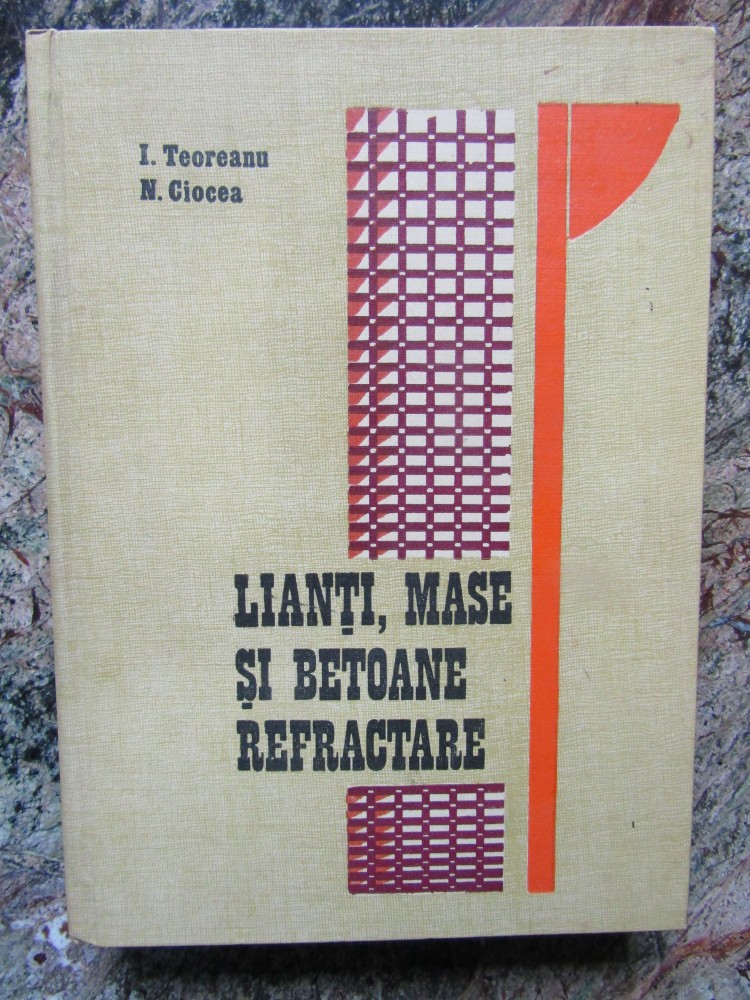 I. Teoreanu
N. Ciocea
LIANȚI, MASE
ȘI BETOANE
REFRACTARE